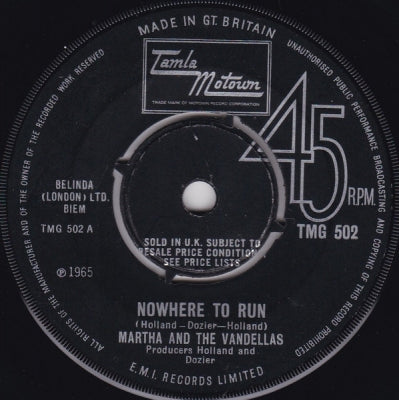 MADE IN GT. BRITAIN
UNAUTHORISED PUBLIC PERFORMANCE BROADCASTING AND COPYING OF THIS RECORD PROHIBITED
ALL RIGHTS OF THE MANUFACTURER AND OF THE OWNER OF THE RECORDED WORK RESERVED
Tamla
Motown
TRADE MARK OF MOTOWN RECORD CORPORATION
45
R.P.M.
TMG 502
BELINDA
(LONDON) LTD.
BIEM
TMG 502 A
SOLD IN U.K. SUBJECT TO
RESALE PRICE CONDITIONS
SEE PRICE LISTS
℗ 1965
NOWHERE TO RUN
(Holland–Dozier–Holland)
MARTHA AND THE VANDELLAS
Producers Holland and
Dozier
E.M.I. RECORDS LIMITED